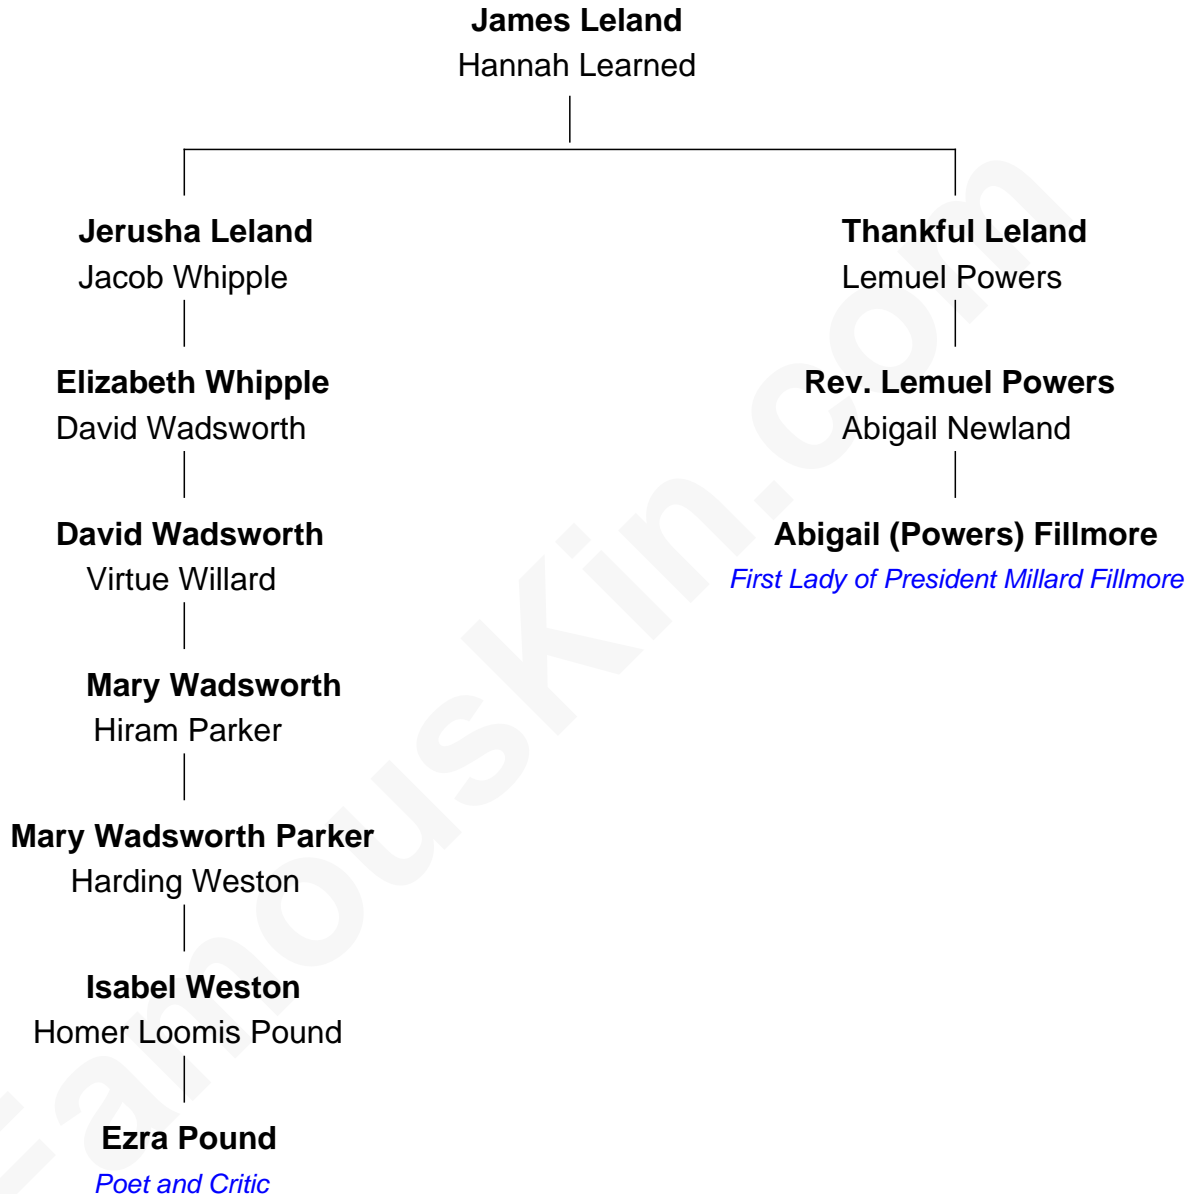 James Leland
Hannah Learned
Jerusha Leland
Jacob Whipple
Thankful Leland
Lemuel Powers
Elizabeth Whipple
David Wadsworth
Rev. Lemuel Powers
Abigail Newland
David Wadsworth
Virtue Willard
Abigail (Powers) Fillmore
First Lady of President Millard Fillmore
Mary Wadsworth
Hiram Parker
Mary Wadsworth Parker
Harding Weston
Isabel Weston
Homer Loomis Pound
Ezra Pound
Poet and Critic
FamousKin.com